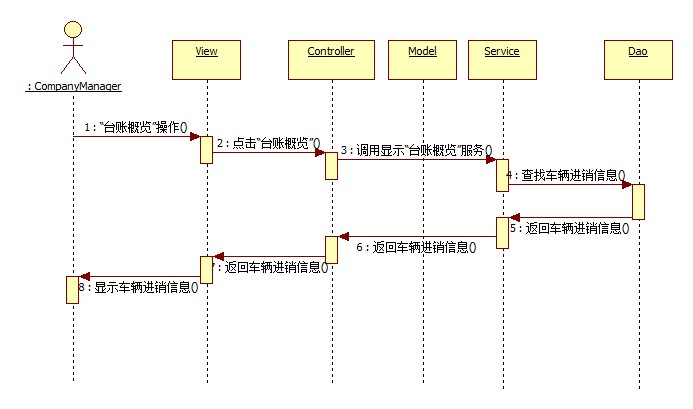 View
Controller
Model
Service
Dao
: CompanyManager
1 : “台账概览”操作()
2 : 点击“台账概览”()
3 : 调用显示“台账概览”服务()
4 : 查找车辆进销信息()
5 : 返回车辆进销信息()
6 : 返回车辆进销信息()
7 : 返回车辆进销信息()
8 : 显示车辆进销信息()